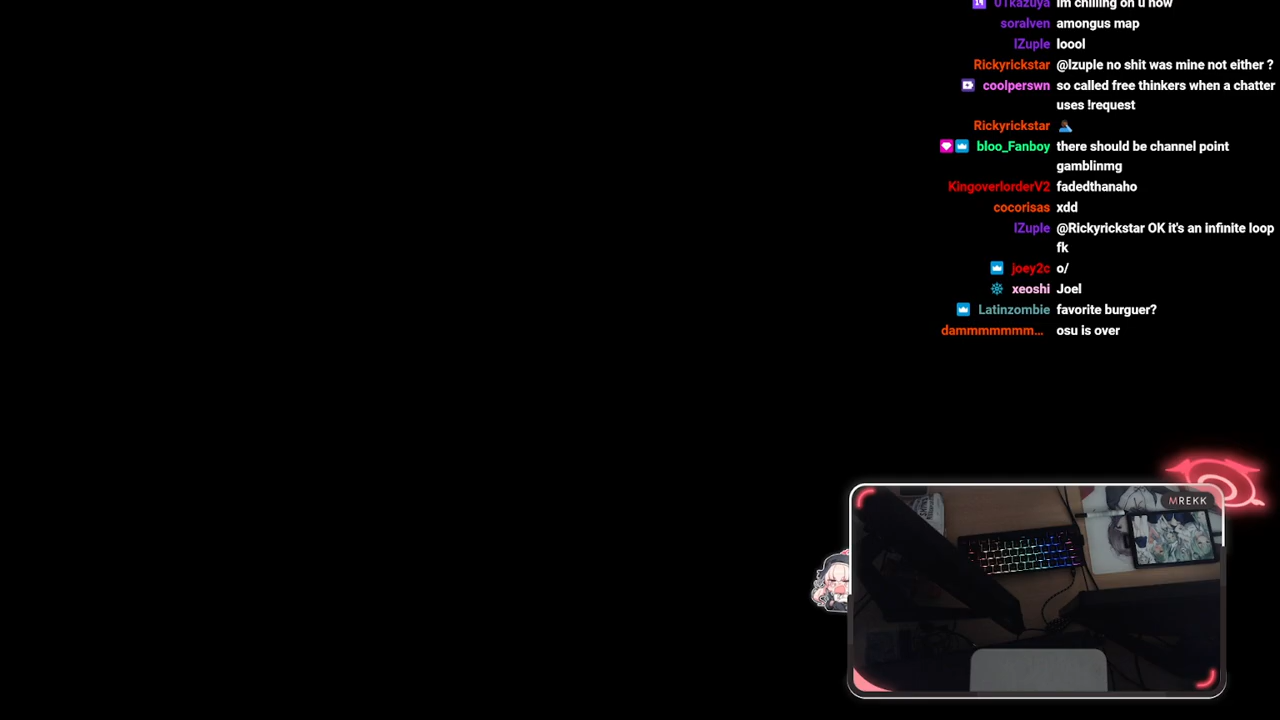 01kazuya im chilling on u now
soralven amongus map
lZuple loool
Rickyrickstar @lzuple no shit was mine not either ?
coolperswn so called free thinkers when a chatter
uses !request
Rickyrickstar
bloo_Fanboy there should be channel point
gamblinmg
KingoverlorderV2 fadedthanaho
cocorisas xdd
lZuple @Rickyrickstar OK it's an infinite loop
fk
joey2c o/
xeoshi Joel
Latinzombie favorite burguer?
dammmmmmm... osu is over
MREKK